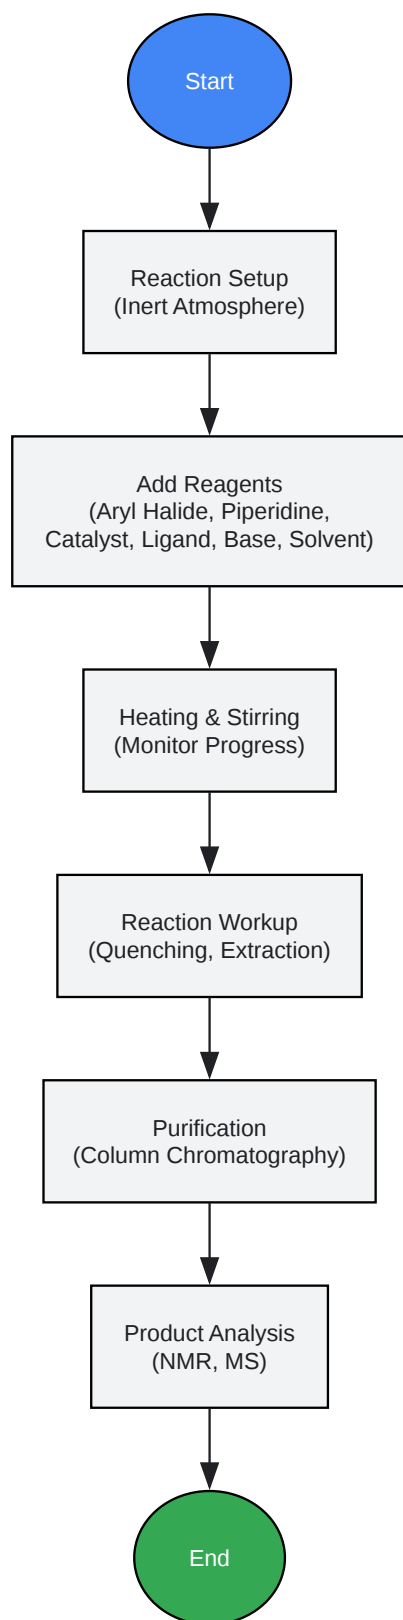 Start
Reaction Setup
(Inert Atmosphere)
Add Reagents
(Aryl Halide, Piperidine,
Catalyst, Ligand, Base, Solvent)
Heating & Stirring
(Monitor Progress)
Reaction Workup
(Quenching, Extraction)
Purification
(Column Chromatography)
Product Analysis
(NMR, MS)
End